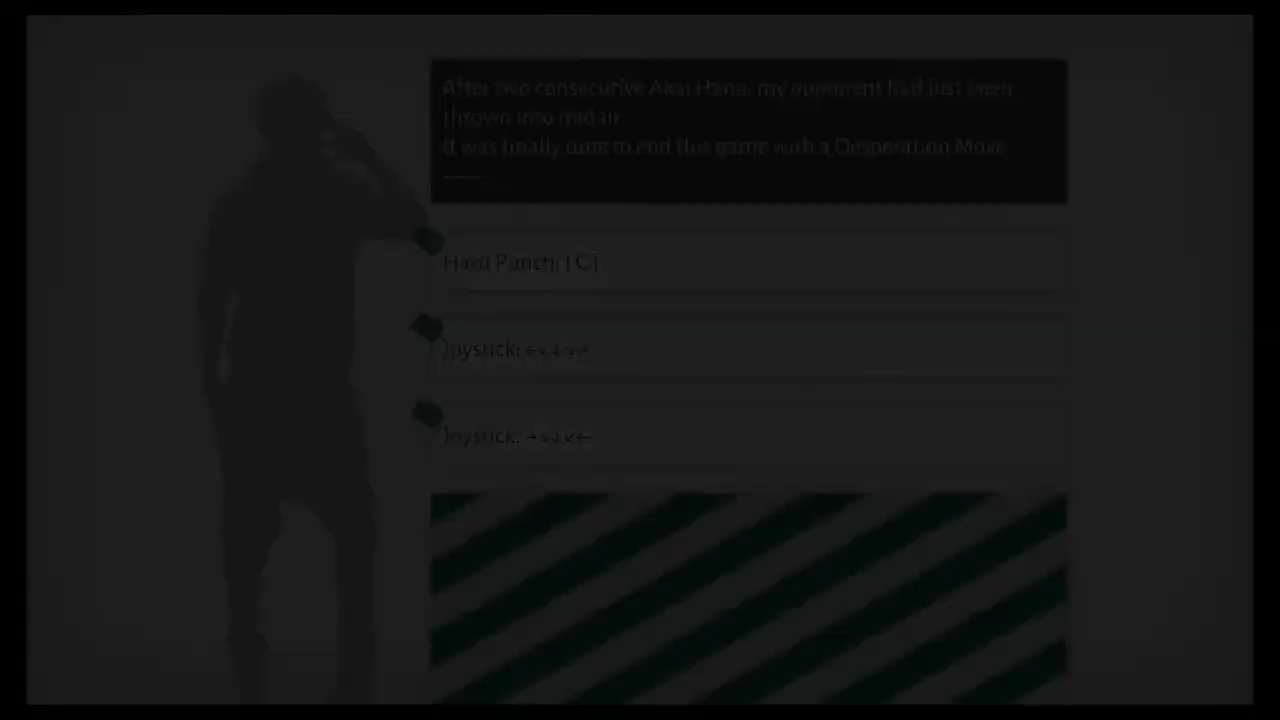 After two consecutive Akai Hana, my opponent had just been
thrown into mid air.
It was finally time to end this game with a Desperation Move
Hard Punch: [ C ]
Joystick: ←↙↓↘→
Joystick: →↘↓↙←